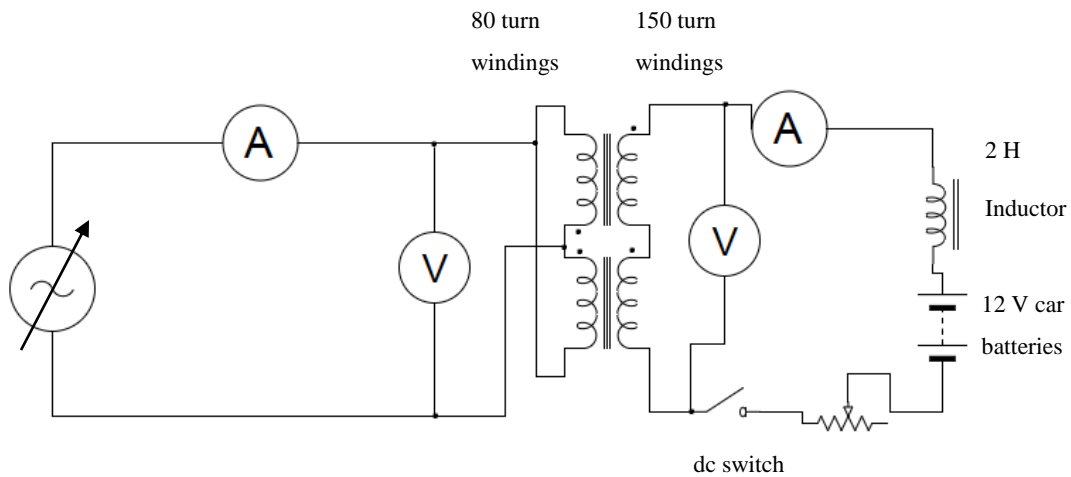 80 turn
windings
150 turn
windings
A
A
2 H
Inductor
V
V
12 V car
batteries
dc switch